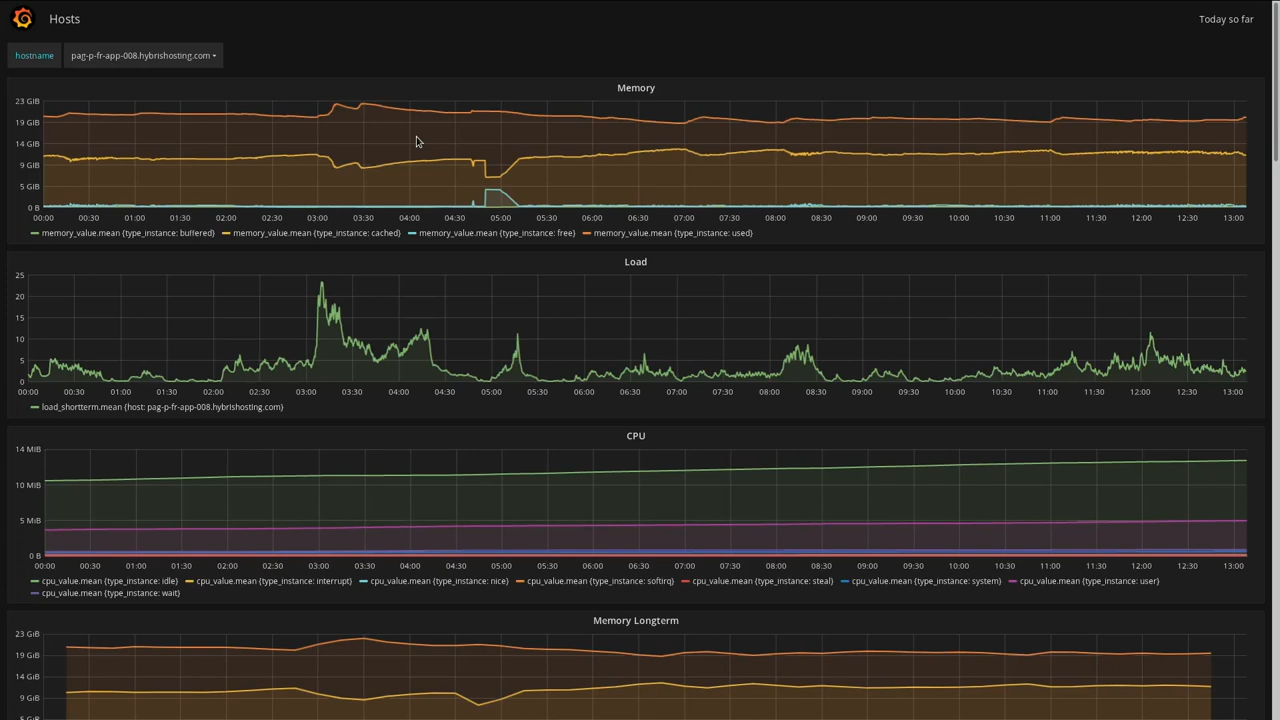 Hosts
Today so far
hostname pag-p-fr-app-008.hybrishosting.com
Memory
23 GiB
19 GiB
14 GiB
9 GiB
5 GiB
0 B
00:00 00:30 01:00 01:30 02:00 02:30 03:00 03:30 04:00 04:30 05:00 05:30 06:00 06:30 07:00 07:30 08:00 08:30 09:00 09:30 10:00 10:30 11:00 11:30 12:00 12:30 13:00
memory_value.mean {type_instance: buffered} memory_value.mean {type_instance: cached} memory_value.mean {type_instance: free} memory_value.mean {type_instance: used}
Load
25
20
15
10
5
0
00:00 00:30 01:00 01:30 02:00 02:30 03:00 03:30 04:00 04:30 05:00 05:30 06:00 06:30 07:00 07:30 08:00 08:30 09:00 09:30 10:00 10:30 11:00 11:30 12:00 12:30 13:00
load_shortterm.mean {host: pag-p-fr-app-008.hybrishosting.com}
CPU
14 MiB
10 MiB
5 MiB
0 B
00:00 00:30 01:00 01:30 02:00 02:30 03:00 03:30 04:00 04:30 05:00 05:30 06:00 06:30 07:00 07:30 08:00 08:30 09:00 09:30 10:00 10:30 11:00 11:30 12:00 12:30 13:00
cpu_value.mean {type_instance: idle} cpu_value.mean {type_instance: interrupt} cpu_value.mean {type_instance: nice} cpu_value.mean {type_instance: softirq} cpu_value.mean {type_instance: steal} cpu_value.mean {type_instance: system} cpu_value.mean {type_instance: user}
cpu_value.mean {type_instance: wait}
Memory Longterm
23 GiB
19 GiB
14 GiB
9 GiB
5 GiB